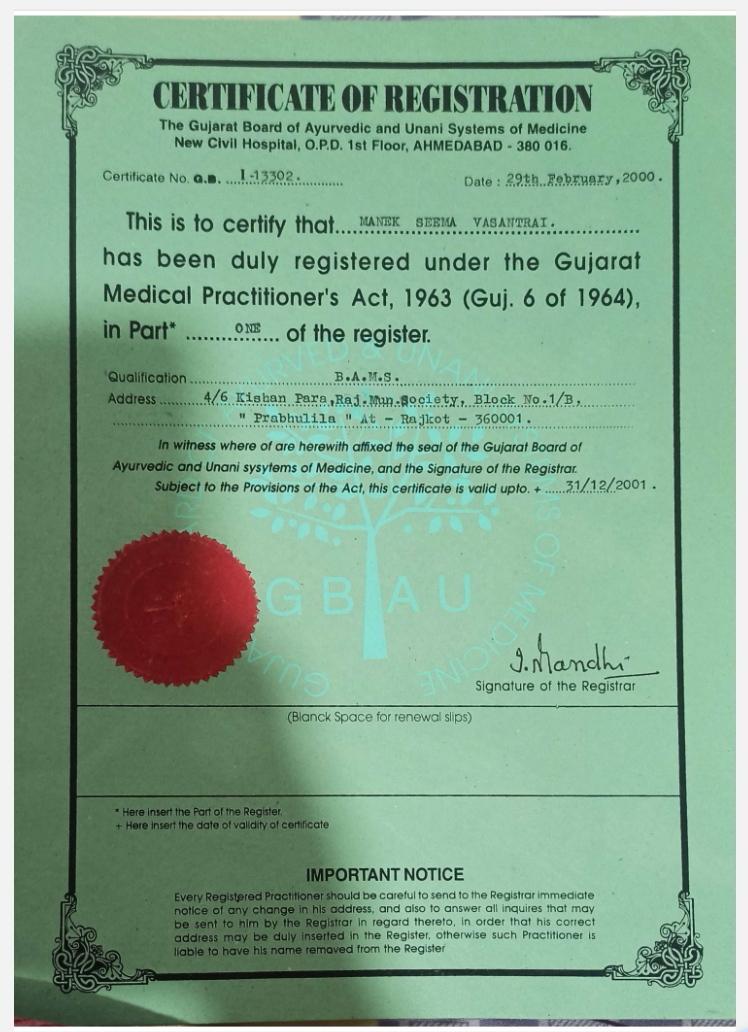 CERTIFICATE OF REGISTRATION
The Gujarat Board of Ayurvedic and Unani Systems of Medicine
New Civil Hospital, O.P.D. 1st Floor, AHMEDABAD - 380 016.
Certificate No. G.B. ....I-13302............. Date : 29th February, 2000.
This is to certify that.....MANEK SEEMA VASANTRAI...............
has been duly registered under the Gujarat
Medical Practitioner's Act, 1963 (Guj. 6 of 1964),
in Part* ..........ONE.... of the register.
Qualification ..............B.A.M.S...............
Address ......4/6 Kishan Para,Raj.Mun.Society, Block No.1/B,
" Prabhulila " At - Rajkot - 360001.
In witness where of are herewith affixed the seal of the Gujarat Board of
Ayurvedic and Unani sysytems of Medicine, and the Signature of the Registrar.
Subject to the Provisions of the Act, this certificate is valid upto. + .....31/12/2001.
GBAU
Signature of the Registrar
(Blanck Space for renewal slips)
* Here insert the Part of the Register.
+ Here insert the date of validity of certificate
IMPORTANT NOTICE
Every Registered Practitioner should be careful to send to the Registrar immediate
notice of any change in his address, and also to answer all inquires that may
be sent to him by the Registrar in regard thereto, in order that his correct
address may be duly inserted in the Register, otherwise such Practitioner is
liable to have his name removed from the Register